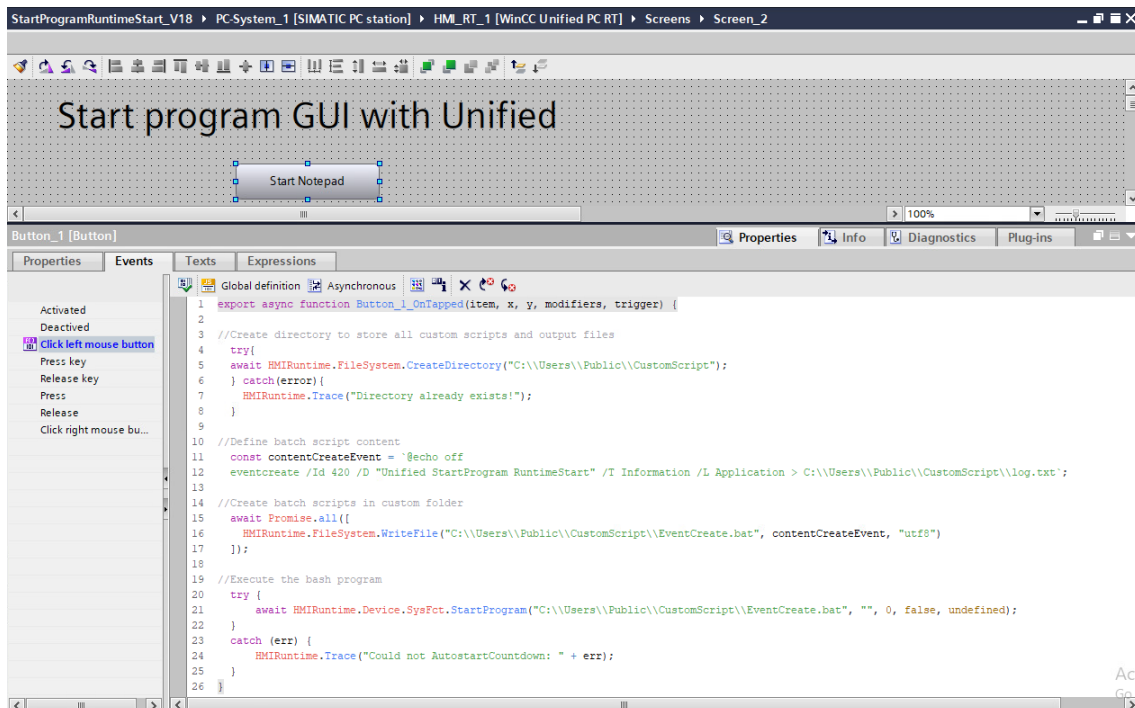 StartProgramRuntimeStart_V18 ▸ PC-System_1 [SIMATIC PC station] ▸ HMI_RT_1 [WinCC Unified PC RT] ▸ Screens ▸ Screen_2
Start program GUI with Unified
Start Notepad
100%
Button_1 [Button]
Properties Info Diagnostics Plug-ins
Properties Events Texts Expressions
Global definition Asynchronous
Activated
Deactived
Click left mouse button
Press key
Release key
Press
Release
Click right mouse bu...
1 export async function Button_1_OnTapped(item, x, y, modifiers, trigger) {
2
3 //Create directory to store all custom scripts and output files
4 try{
5 await HMIRuntime.FileSystem.CreateDirectory("C:\\Users\\Public\\CustomScript");
6 } catch(error){
7 HMIRuntime.Trace("Directory already exists!");
8 }
9
10 //Define batch script content
11 const contentCreateEvent = `@echo off
12 eventcreate /Id 420 /D "Unified StartProgram RuntimeStart" /T Information /L Application > C:\\Users\\Public\\CustomScript\\log.txt`;
13
14 //Create batch scripts in custom folder
15 await Promise.all([
16 HMIRuntime.FileSystem.WriteFile("C:\\Users\\Public\\CustomScript\\EventCreate.bat", contentCreateEvent, "utf8")
17 ]);
18
19 //Execute the bash program
20 try {
21 await HMIRuntime.Device.SysFct.StartProgram("C:\\Users\\Public\\CustomScript\\EventCreate.bat", "", 0, false, undefined);
22 }
23 catch (err) {
24 HMIRuntime.Trace("Could not AutostartCountdown: " + err);
25 }
26 }
Ac
Go